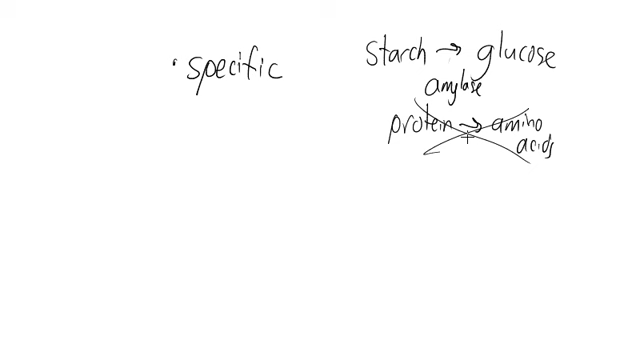 · specific
starch → glucose
amylase
protein → amino
acids